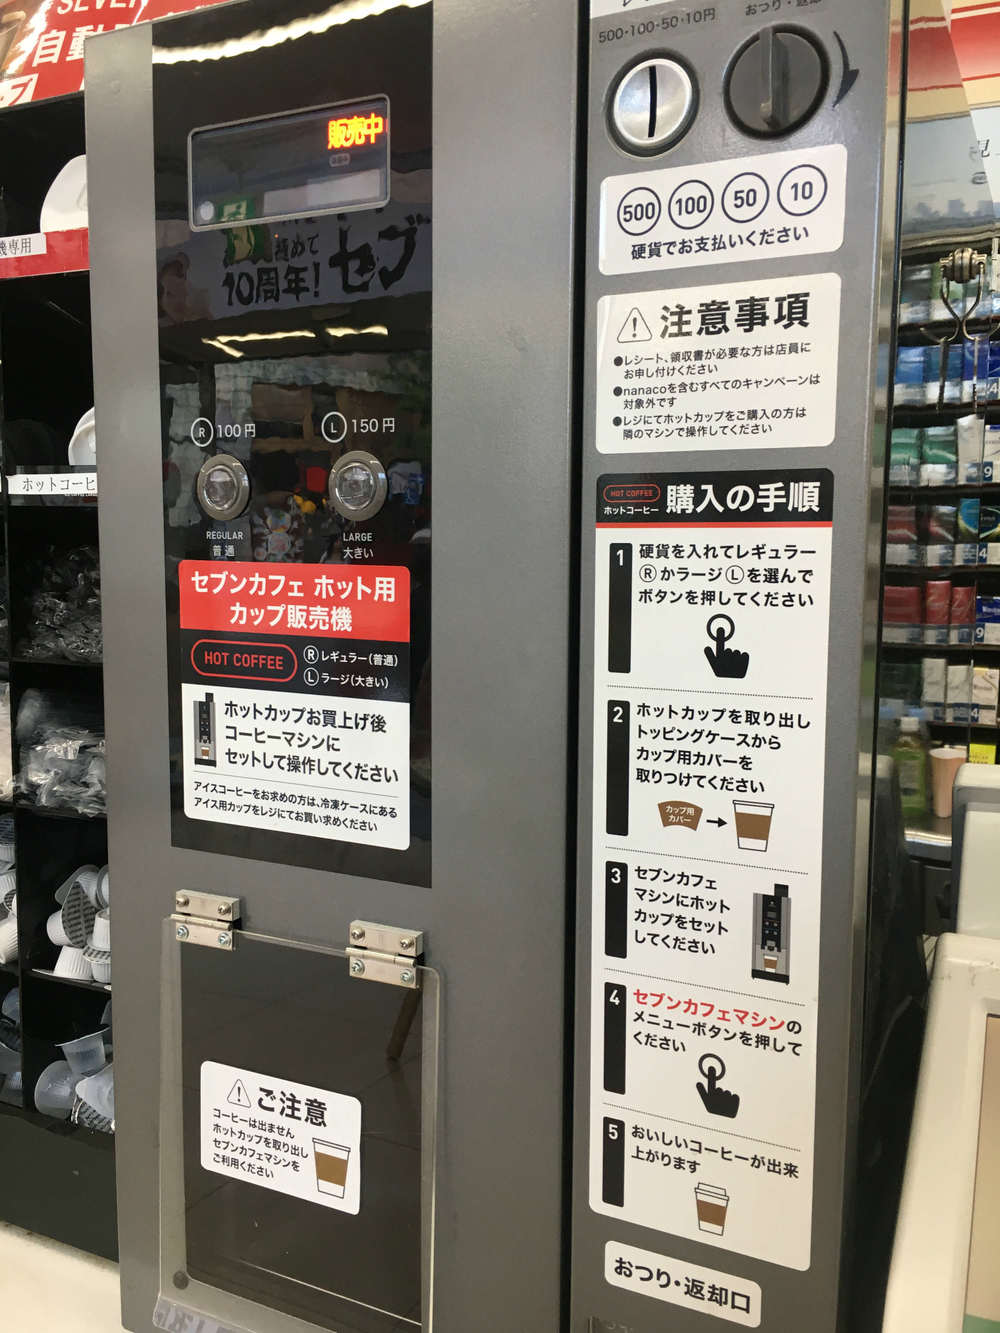 SEVEN
自動
機専用
ホットコーヒ
販売中
極めて
10周年!
セブ
R 100円
L 150円
REGULAR
普通
LARGE
大きい
セブンカフェ ホット用
カップ販売機
HOT COFFEE
Ⓡレギュラー(普通)
Ⓛラージ(大きい)
ホットカップお買上げ後
コーヒーマシンに
セットして操作してください
アイスコーヒーをお求めの方は、冷凍ケースにある
アイス用カップをレジにてお買い求めください
ご注意
コーヒーは出ません
ホットカップを取り出し
セブンカフェマシンを
ご利用ください
500・100・50・10円
おつり・返却
500 100 50 10
硬貨でお支払いください
注意事項
●レシート、領収書が必要な方は店員に
お申し付けください
●nanacoを含むすべてのキャンペーンは
対象外です
●レジにてホットカップをご購入の方は
隣のマシンで操作してください
HOT COFFEE
ホットコーヒー
購入の手順
1
硬貨を入れてレギュラー
ⓇかラージⓁを選んで
ボタンを押してください
2
ホットカップを取り出し
トッピングケースから
カップ用カバーを
取りつけてください
カップ用
カバー
3
セブンカフェ
マシンにホット
カップをセット
してください
4
セブンカフェマシンの
メニューボタンを押して
ください
5
おいしいコーヒーが出来
上がります
おつり・返却口